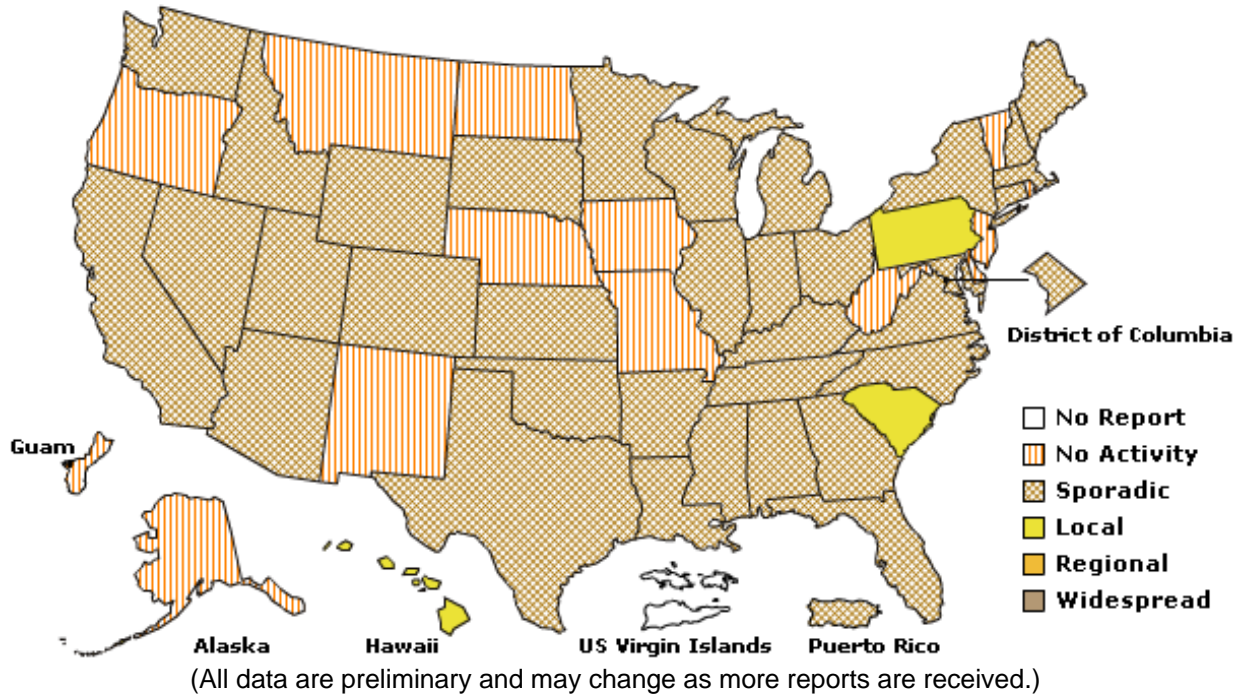 District of Columbia
No Report
Guam
No Activity
Sporadic
Local
Regional
Widespread
Alaska
Hawaii
US Virgin Islands
Puerto Rico
(All data are preliminary and may change as more reports are received.)